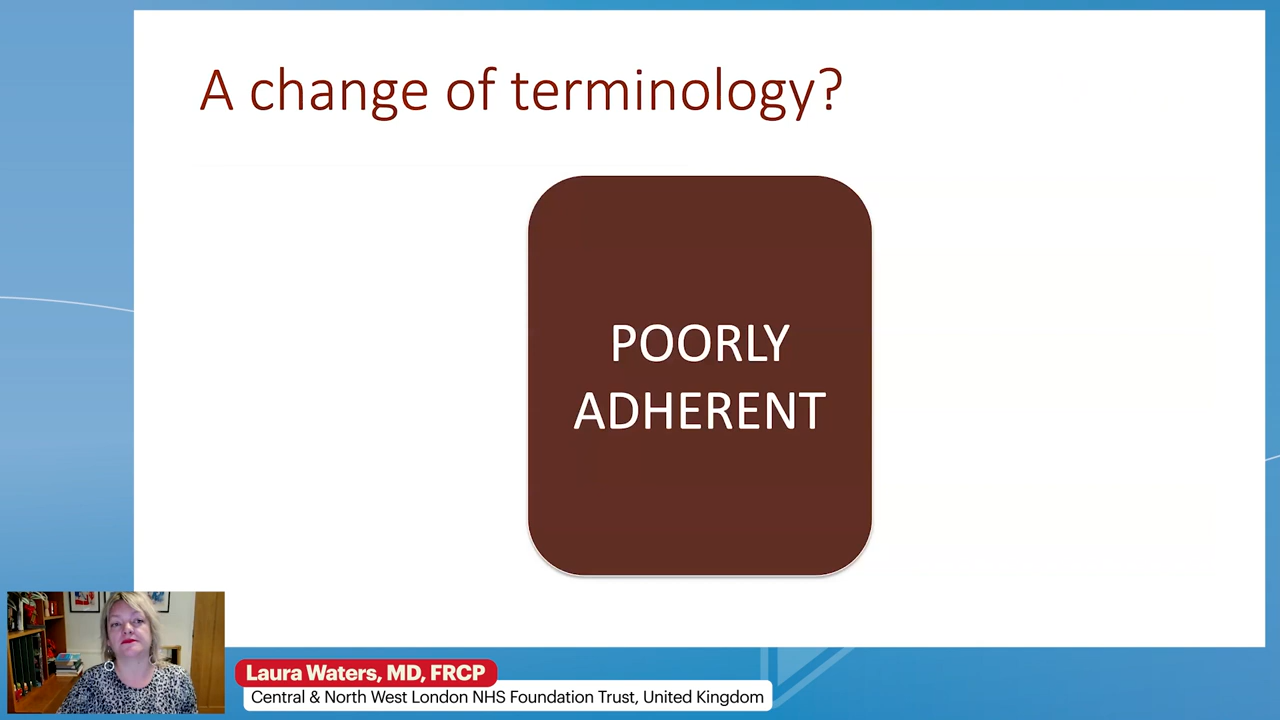 A change of terminology?
POORLY
ADHERENT
Laura Waters, MD, FRCP
Central & North West London NHS Foundation Trust, United Kingdom